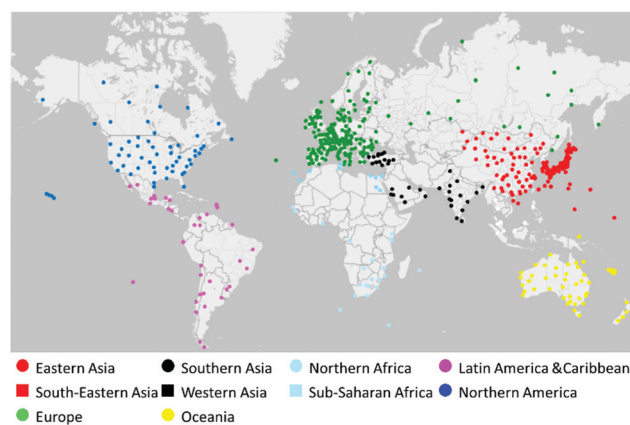 Eastern Asia Southern Asia Northern Africa Latin America &Caribbean
South-Eastern Asia Western Asia Sub-Saharan Africa Northern America
Europe Oceania